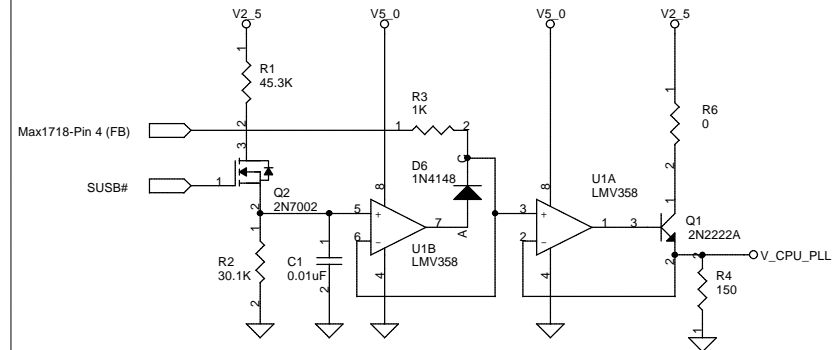 V2_5
V5_0
V5_0
V2_5
1
R1
45.3K
2
R3
1K
1
2
R6
0
1
2
Max1718-Pin 4 (FB)
3
SUSB#
1
Q2
2N7002
2
D6
1N4148
C
A
8
5
+
6
−
7
4
U1B
LMV358
U1A
LMV358
8
3
+
2
−
1
4
3
1
Q1
2N2222A
2
V_CPU_PLL
R2
30.1K
2
1
C1
0.01uF
2
2
R4
150
1